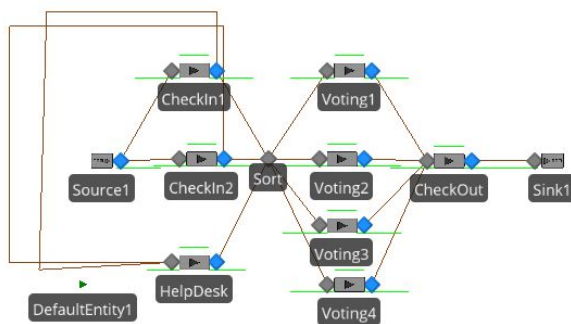 CheckIn1
Voting1
Source1
CheckIn2
Sort
Voting2
CheckOut
Sink1
Voting3
HelpDesk
DefaultEntity1
Voting4